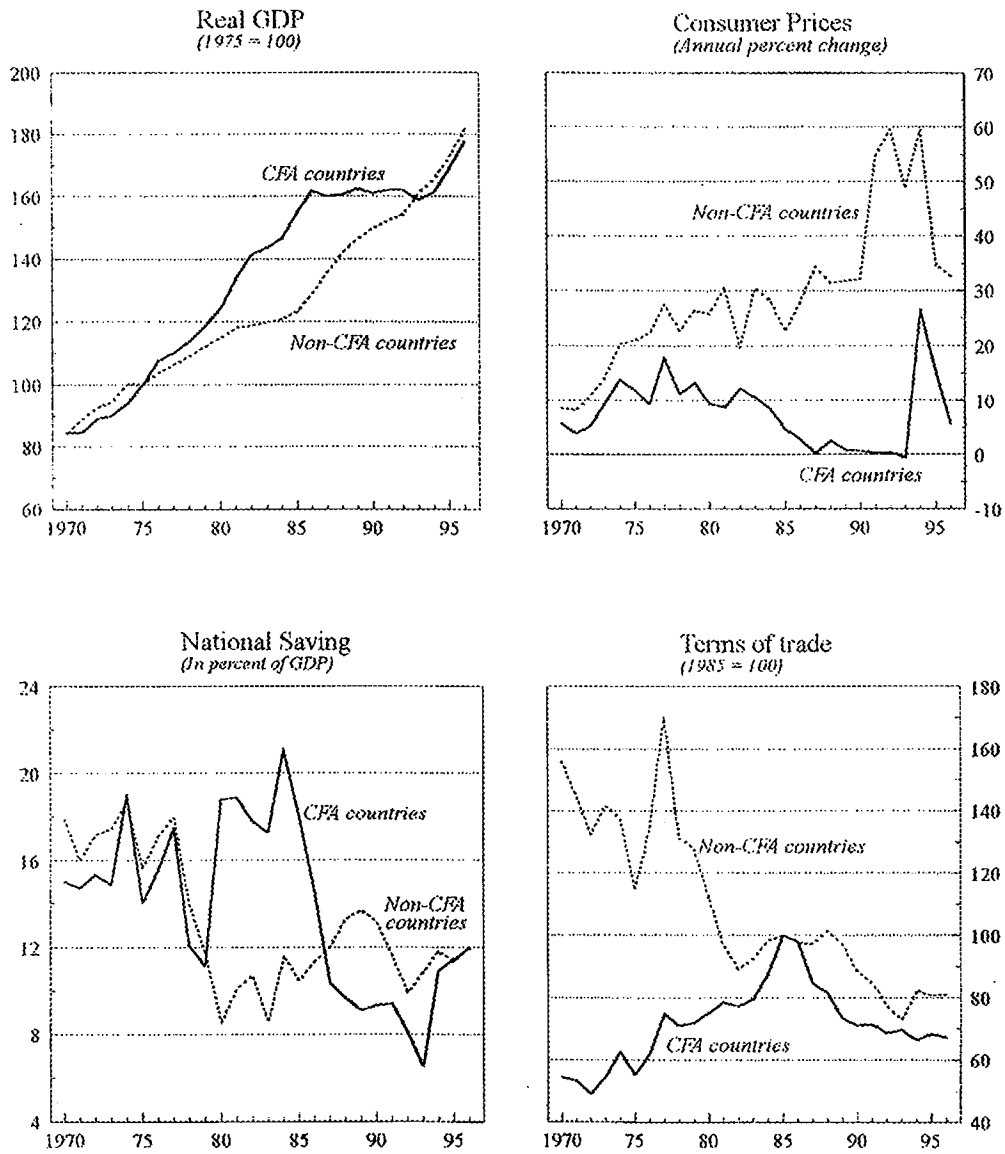 Real GDP
(1975 = 100)
200
180
160
140
120
100
80
60
CFA countries
Non-CFA countries
1970 75 80 85 90 95
Consumer Prices
(Annual percent change)
70
60
50
40
30
20
10
0
-10
Non-CFA countries
CFA countries
1970 75 80 85 90 95
National Saving
(In percent of GDP)
24
20
16
12
8
4
CFA countries
Non-CFA
countries
1970 75 80 85 90 95
Terms of trade
(1985 = 100)
180
160
140
120
100
80
60
40
Non-CFA countries
CFA countries
1970 75 80 85 90 95